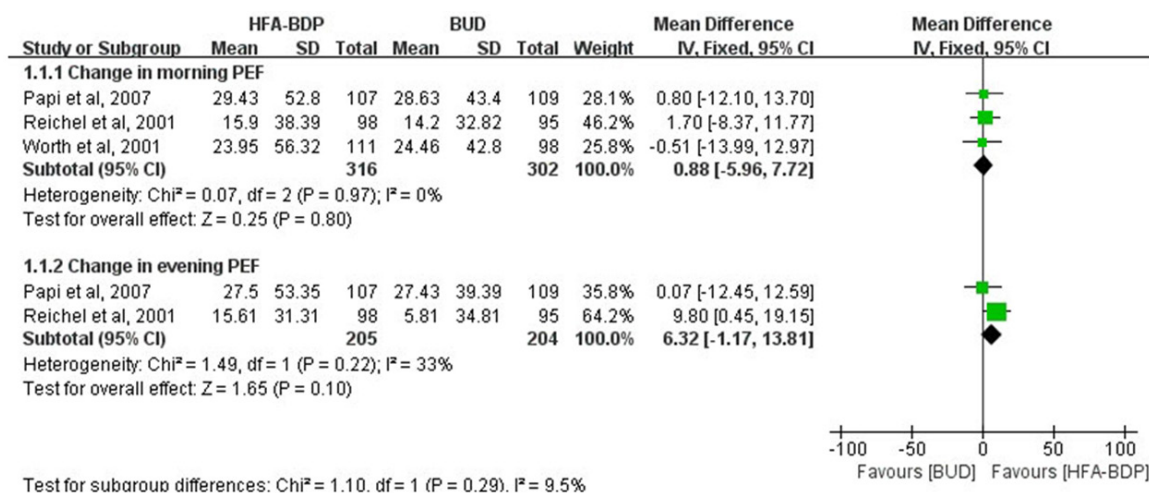 HFA-BDP BUD Mean Difference Mean Difference
Study or Subgroup Mean SD Total Mean SD Total Weight IV, Fixed, 95% CI IV, Fixed, 95% CI
1.1.1 Change in morning PEF
Papi et al, 2007 29.43 52.8 107 28.63 43.4 109 28.1% 0.80 [-12.10, 13.70]
Reichel et al, 2001 15.9 38.39 98 14.2 32.82 95 46.2% 1.70 [-8.37, 11.77]
Worth et al, 2001 23.95 56.32 111 24.46 42.8 98 25.8% -0.51 [-13.99, 12.97]
Subtotal (95% CI) 316 302 100.0% 0.88 [-5.96, 7.72]
Heterogeneity: Chi² = 0.07, df = 2 (P = 0.97); I² = 0%
Test for overall effect: Z = 0.25 (P = 0.80)
1.1.2 Change in evening PEF
Papi et al, 2007 27.5 53.35 107 27.43 39.39 109 35.8% 0.07 [-12.45, 12.59]
Reichel et al, 2001 15.61 31.31 98 5.81 34.81 95 64.2% 9.80 [0.45, 19.15]
Subtotal (95% CI) 205 204 100.0% 6.32 [-1.17, 13.81]
Heterogeneity: Chi² = 1.49, df = 1 (P = 0.22); I² = 33%
Test for overall effect: Z = 1.65 (P = 0.10)
-100 -50 0 50 100
Favours [BUD] Favours [HFA-BDP]
Test for subgroup differences: Chi² = 1.10, df = 1 (P = 0.29), I² = 9.5%